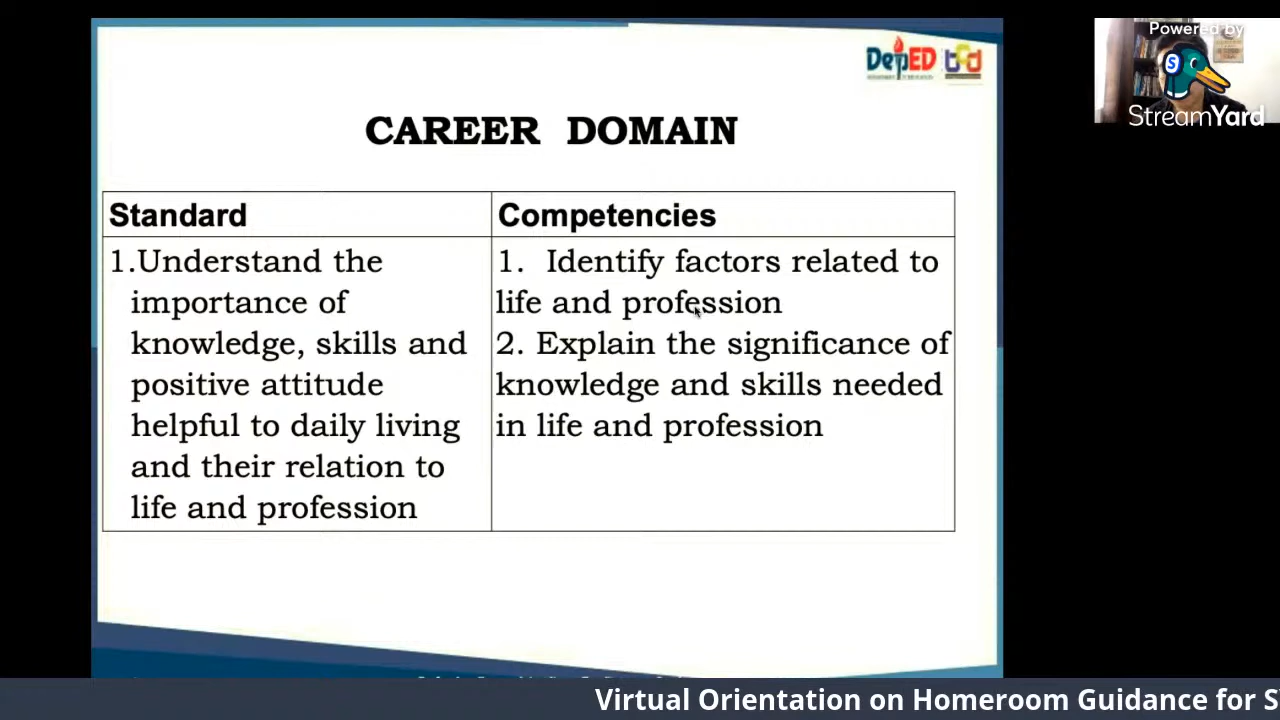 DepED
Powered by
StreamYard
CAREER DOMAIN
Standard
Competencies
1.Understand the
importance of
knowledge, skills and
positive attitude
helpful to daily living
and their relation to
life and profession
1. Identify factors related to
life and profession
2. Explain the significance of
knowledge and skills needed
in life and profession
Virtual Orientation on Homeroom Guidance for S